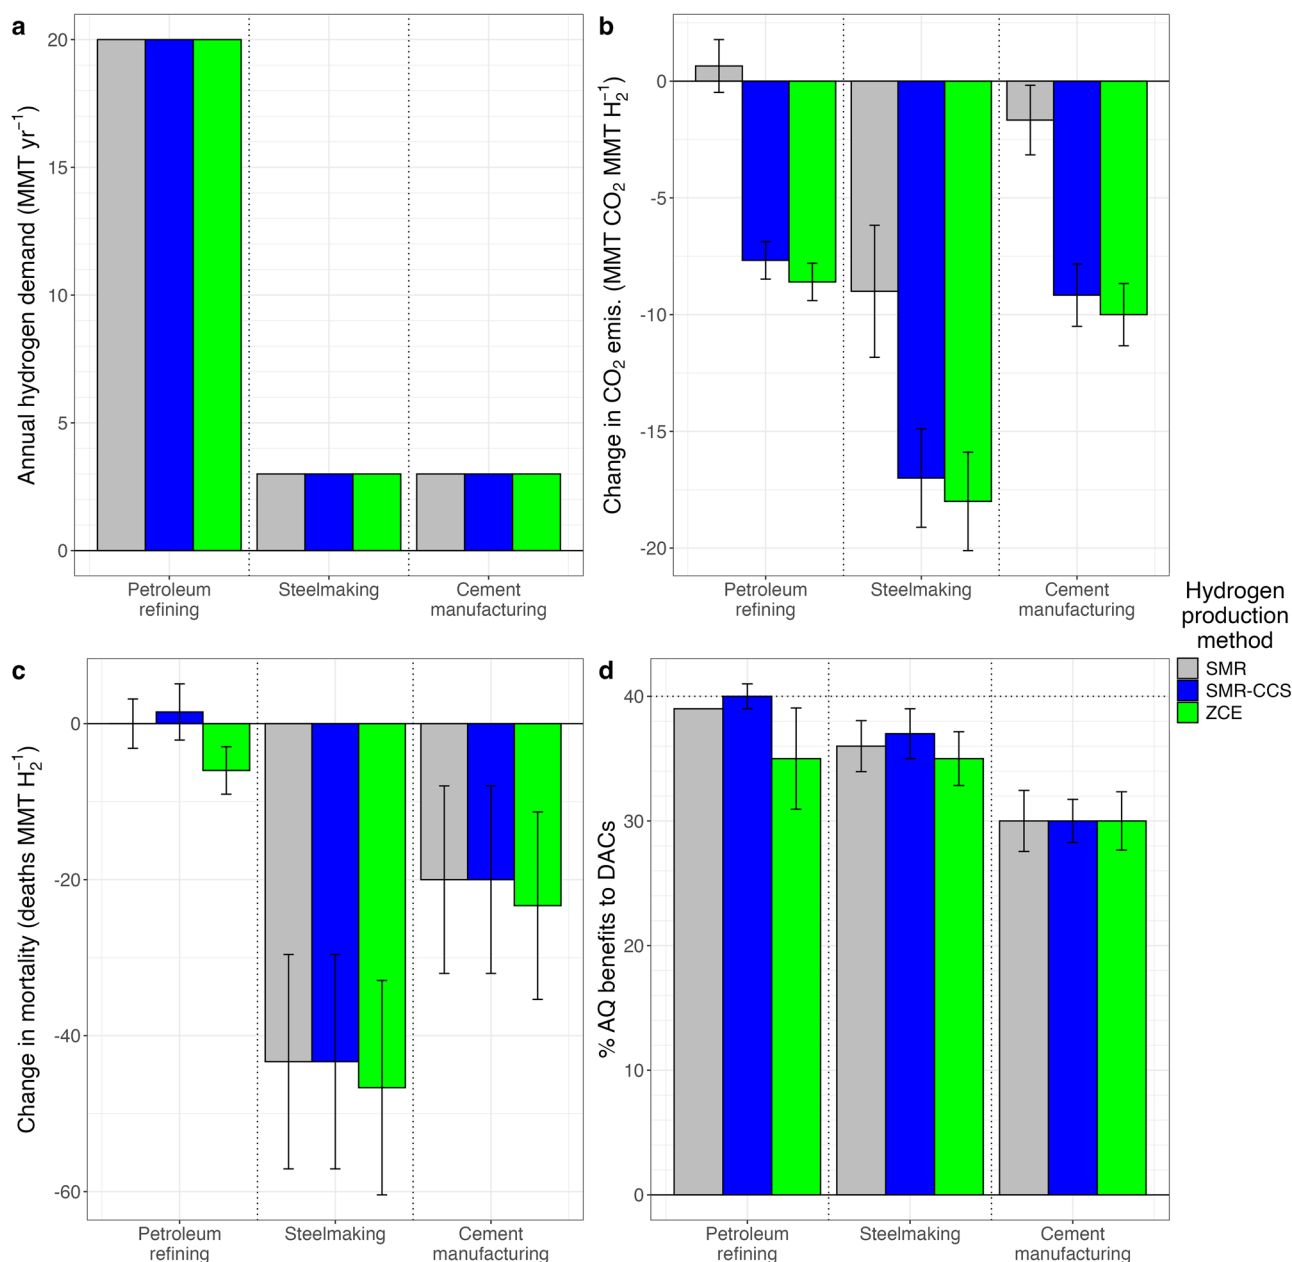 a
Annual hydrogen demand (MMT yr⁻¹)
20
15
10
5
0
Petroleum
refining
Steelmaking
Cement
manufacturing
b
Change in CO₂ emis. (MMT CO₂ MMT H₂⁻¹)
0
-5
-10
-15
-20
Petroleum
refining
Steelmaking
Cement
manufacturing
Hydrogen
production
method
SMR
SMR-CCS
ZCE
c
Change in mortality (deaths MMT H₂⁻¹)
0
-20
-40
-60
Petroleum
refining
Steelmaking
Cement
manufacturing
d
% AQ benefits to DACs
40
30
20
10
0
Petroleum
refining
Steelmaking
Cement
manufacturing